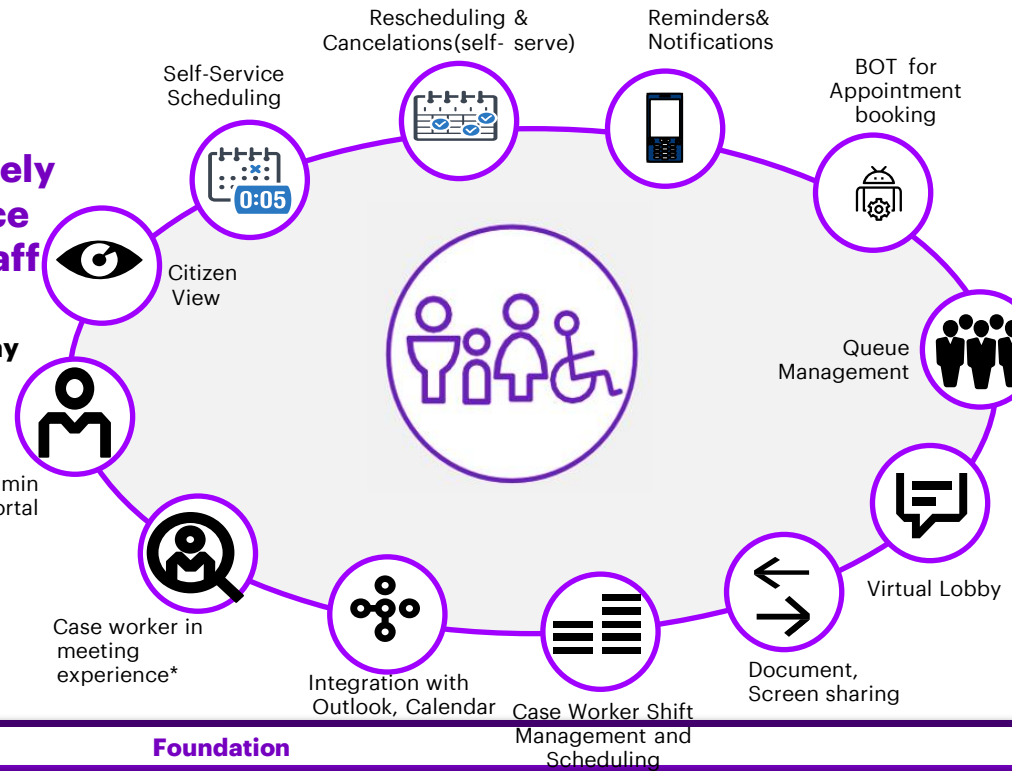 Rescheduling &
Cancelations(self- serve)
Reminders&
Notifications
Self-Service
Scheduling
BOT for
Appointment
booking
0:05
Citizen
View
Queue
Management
Virtual Lobby
Case worker in
meeting
experience*
Integration with
Outlook, Calendar
Case Worker Shift
Management and
Scheduling
Document,
Screen sharing
Foundation